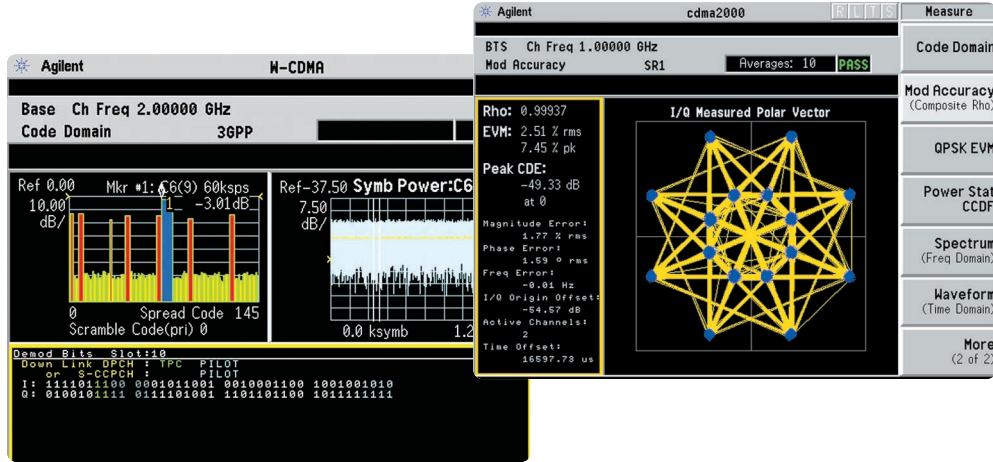 Agilent W-CDMA
Base Ch Freq 2.00000 GHz
Code Domain 3GPP
Ref 0.00 Mkr #1: C6(9) 60ksps
10.00 -3.01dB
dB/
1
0 Spread Code 145
Scramble Code(pri) 0
Ref-37.50 Symb Power:C6
7.50
dB/
0.0 ksymb 1.2
Demod Bits Slot:10
Down Link DPCH : TPC PILOT
or S-CCPCH : PILOT
I: 1111011100 0001011001 0010011100 1001001010
Q: 0100101111 0111101001 1101101100 1011111111
Agilent cdma2000 R L T S
BTS Ch Freq 1.00000 GHz
Mod Accuracy SR1 Averages: 10 PASS
Rho: 0.99937
EVM: 2.51 % rms
7.45 % pk
Peak CDE:
-49.33 dB
at 0
Magnitude Error:
1.77 % rms
Phase Error:
1.59 º rms
Freq Error:
-0.01 Hz
I/Q Origin Offset:
-54.57 dB
Active Channels:
2
Time Offset:
16597.73 us
I/Q Measured Polar Vector
Measure
Code Domain
Mod Accuracy
(Composite Rho)
QPSK EVM
Power Stat
CCDF
Spectrum
(Freq Domain)
Waveform
(Time Domain)
More
(2 of 2)